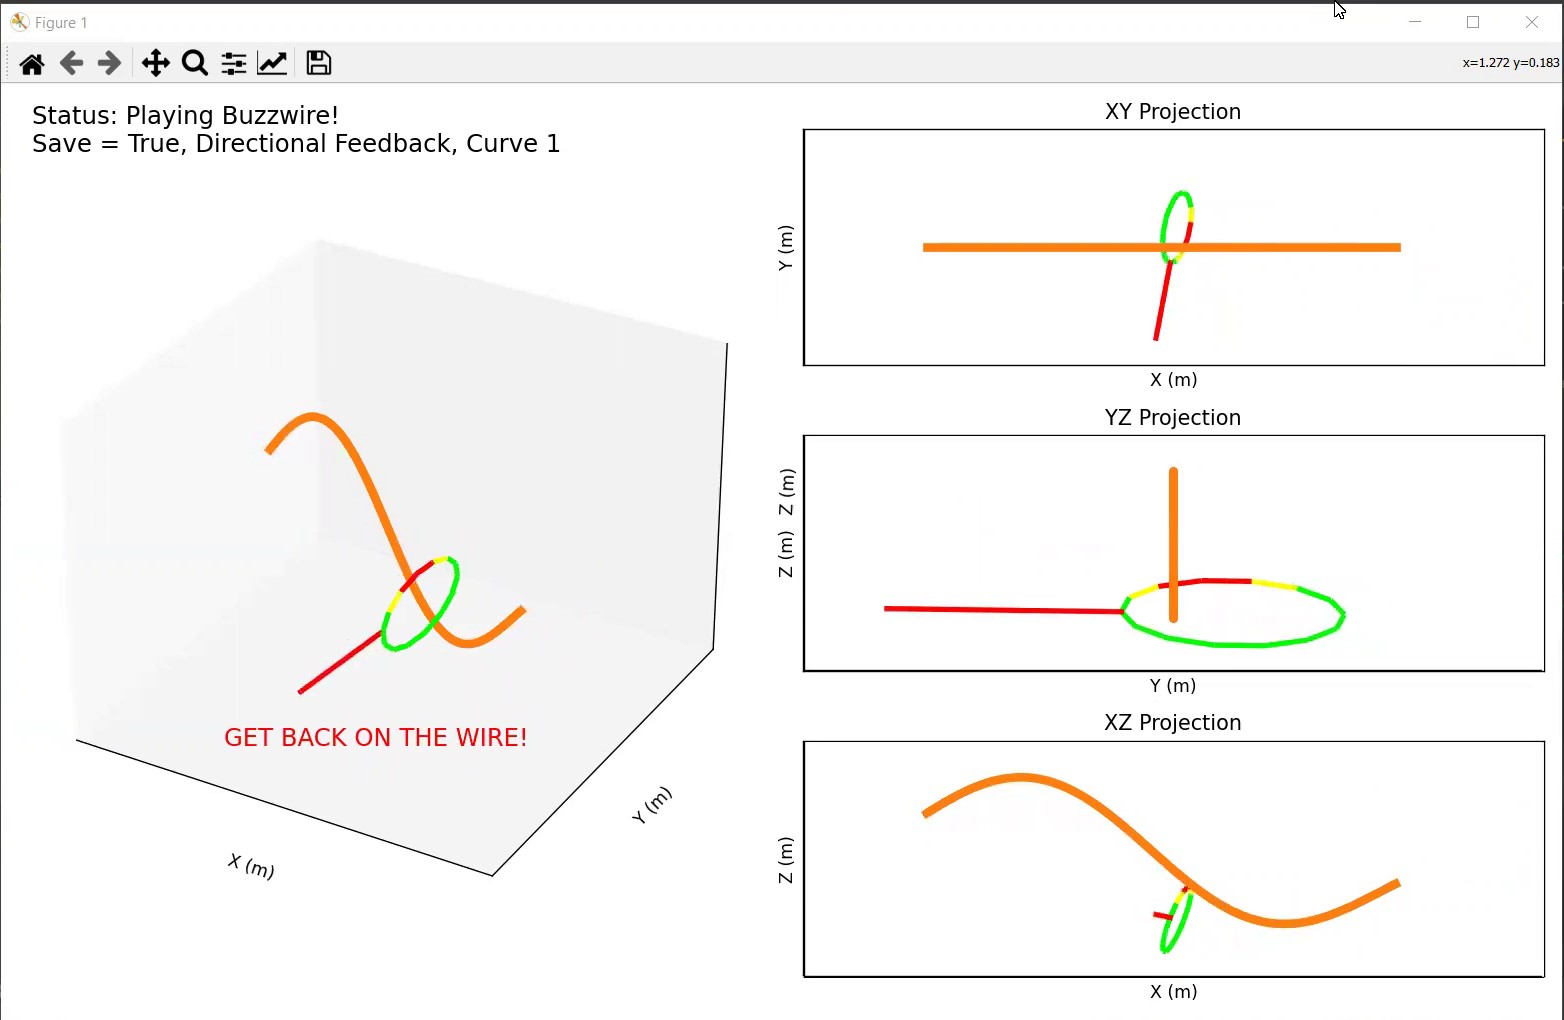 Figure 1
x=1.272 y=0.183
Status: Playing Buzzwire!
Save = True, Directional Feedback, Curve 1
GET BACK ON THE WIRE!
X (m)
Y (m)
XY Projection
Y (m)
X (m)
YZ Projection
Z (m)
Z (m)
Y (m)
XZ Projection
Z (m)
X (m)